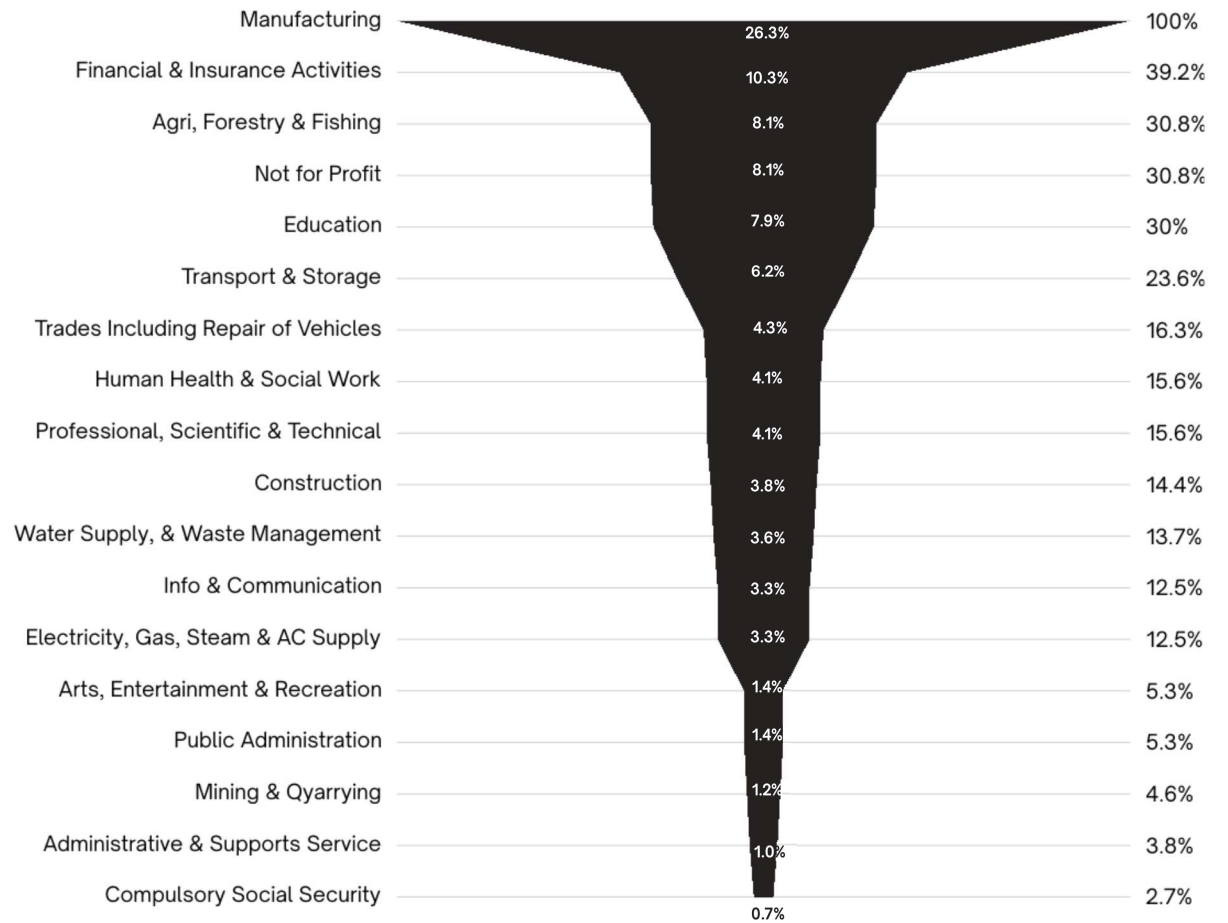 Manufacturing 26.3% 100%
Financial & Insurance Activities 10.3% 39.2%
Agri, Forestry & Fishing 8.1% 30.8%
Not for Profit 8.1% 30.8%
Education 7.9% 30%
Transport & Storage 6.2% 23.6%
Trades Including Repair of Vehicles 4.3% 16.3%
Human Health & Social Work 4.1% 15.6%
Professional, Scientific & Technical 4.1% 15.6%
Construction 3.8% 14.4%
Water Supply, & Waste Management 3.6% 13.7%
Info & Communication 3.3% 12.5%
Electricity, Gas, Steam & AC Supply 3.3% 12.5%
Arts, Entertainment & Recreation 1.4% 5.3%
Public Administration 1.4% 5.3%
Mining & Qyarrying 1.2% 4.6%
Administrative & Supports Service 1.0% 3.8%
Compulsory Social Security 0.7% 2.7%